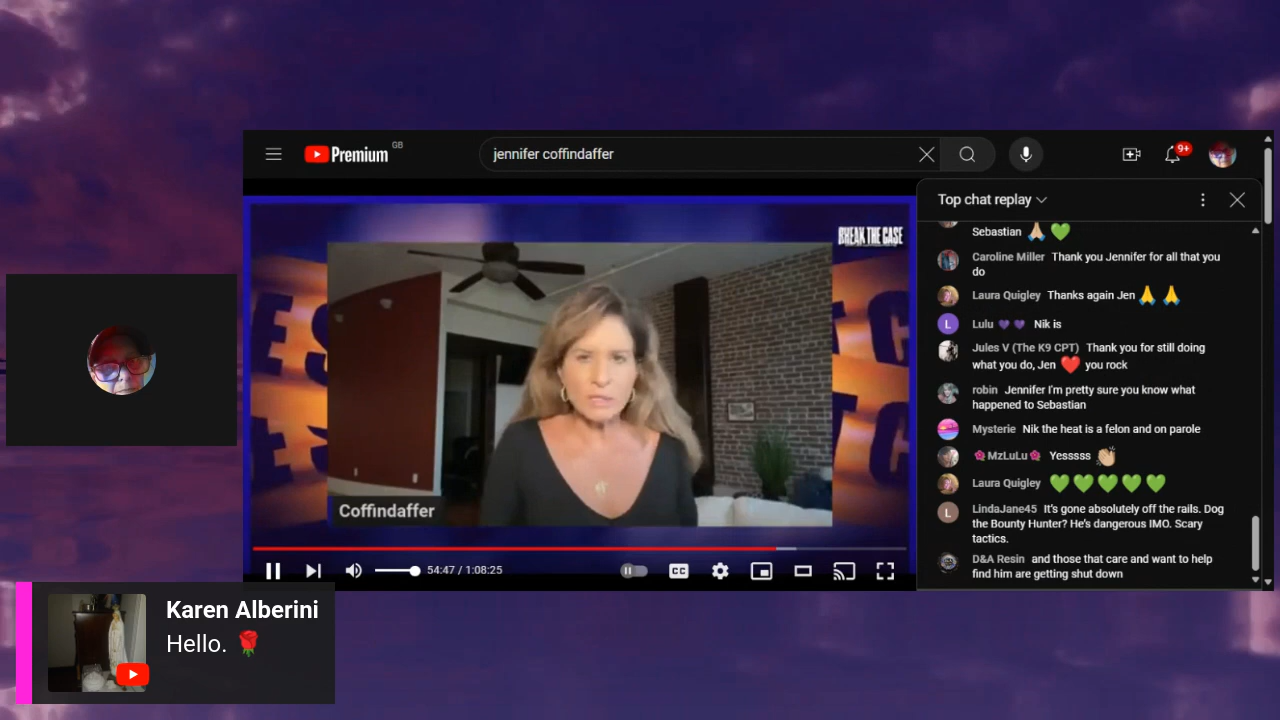 Premium GB
jennifer coffindaffer
9+
Top chat replay
BREAK THE CASE
Coffindaffer
54:47 / 1:08:25
CC
Sebastian 🙏🏼 💚
Caroline Miller Thank you Jennifer for all that you
do
Laura Quigley Thanks again Jen 🙏 🙏
L
Lulu 💜 💜 Nik is
Jules V (The K9 CPT) Thank you for still doing
what you do, Jen ❤️ you rock
robin Jennifer I'm pretty sure you know what
happened to Sebastian
Mysterie Nik the heat is a felon and on parole
🌺MzLuLu🌺 Yesssss 👏🏼
Laura Quigley 💚💚💚💚💚
L
LindaJane45 It's gone absolutely off the rails. Dog
the Bounty Hunter? He's dangerous IMO. Scary
tactics.
D&A Resin and those that care and want to help
find him are getting shut down
Karen Alberini
Hello. 🌹